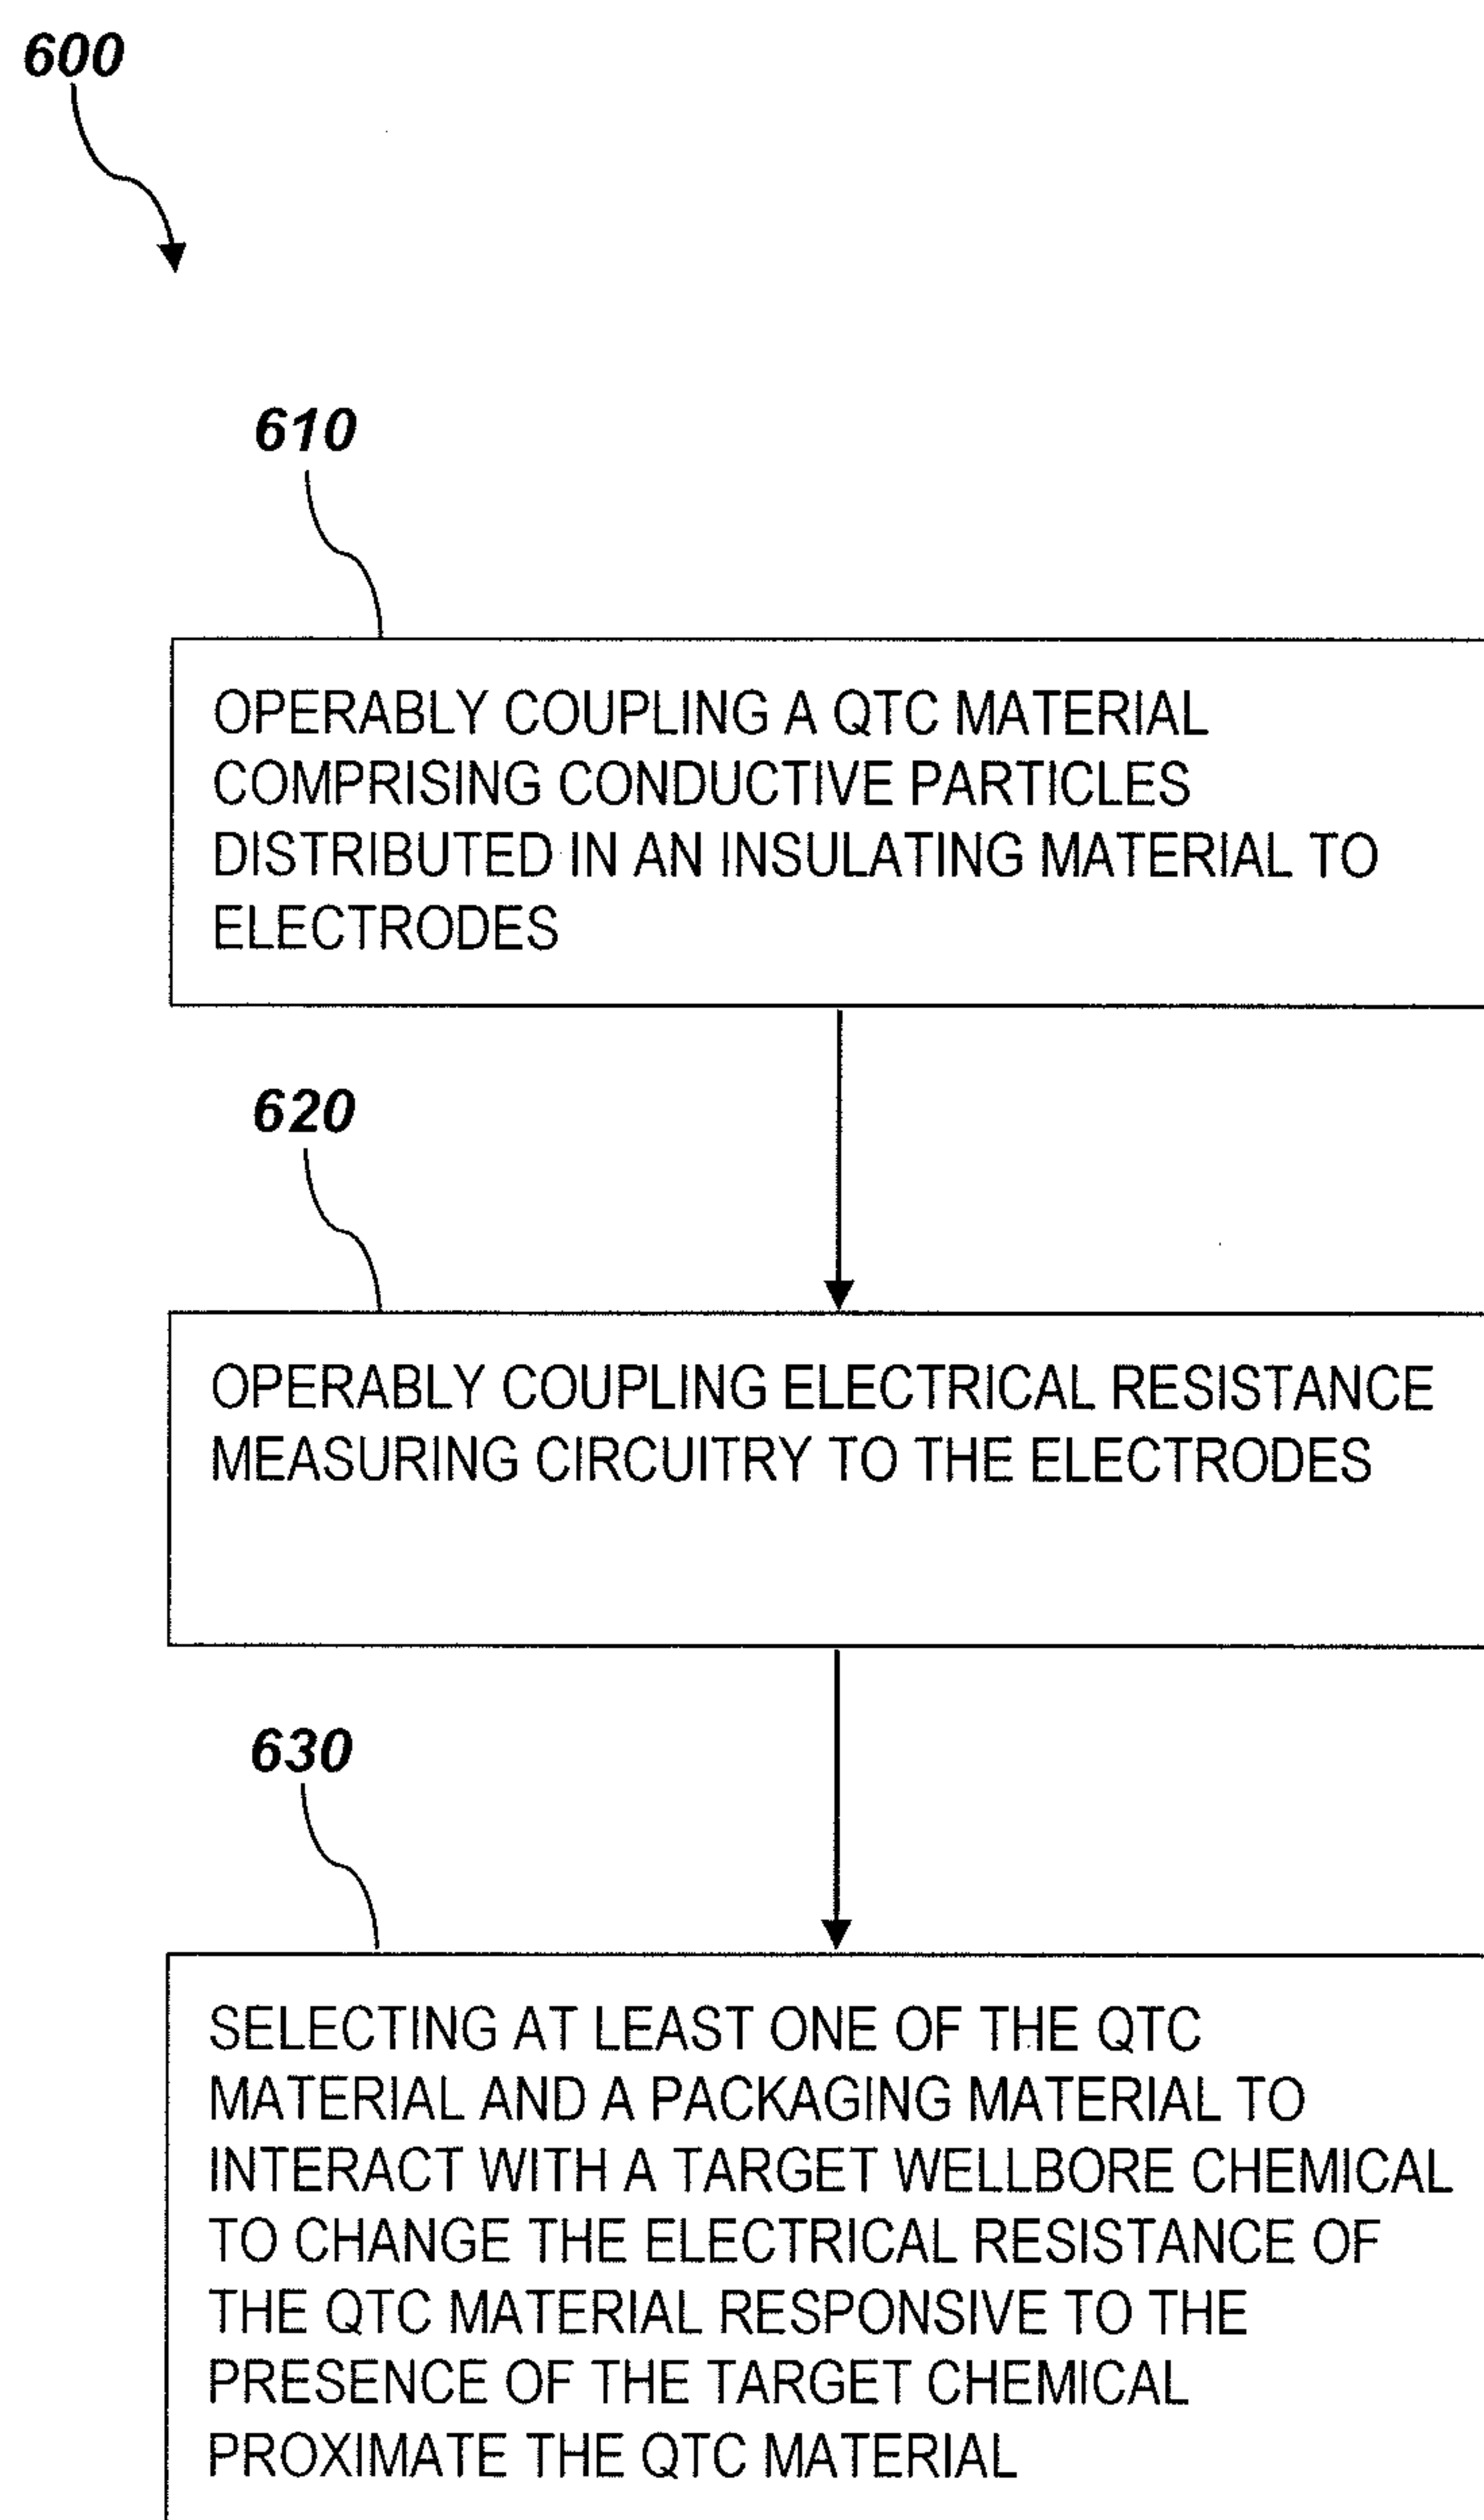 600
610
OPERABLY COUPLING A QTC MATERIAL
COMPRISING CONDUCTIVE PARTICLES
DISTRIBUTED IN AN INSULATING MATERIAL TO
ELECTRODES
620
OPERABLY COUPLING ELECTRICAL RESISTANCE
MEASURING CIRCUITRY TO THE ELECTRODES
630
SELECTING AT LEAST ONE OF THE QTC
MATERIAL AND A PACKAGING MATERIAL TO
INTERACT WITH A TARGET WELLBORE CHEMICAL
TO CHANGE THE ELECTRICAL RESISTANCE OF
THE QTC MATERIAL RESPONSIVE TO THE
PRESENCE OF THE TARGET CHEMICAL
PROXIMATE THE QTC MATERIAL